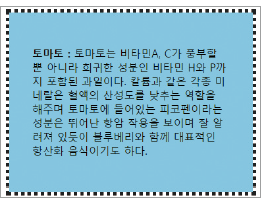 토마토 : 토마토는 비타민A, C가 풍부할
뿐 아니라 희귀한 성분인 비타민 H와 P까
지 포함된 과일이다. 칼륨과 같은 각종 미
네랄은 혈액의 산성도를 낮추는 역할을
해주며 토마토에 들어있는 피코펜이라는
성분은 뛰어난 항암 작용을 보이며 잘 알
려져 있듯이 블루베리와 함께 대표적인
항산화 음식이기도 하다.